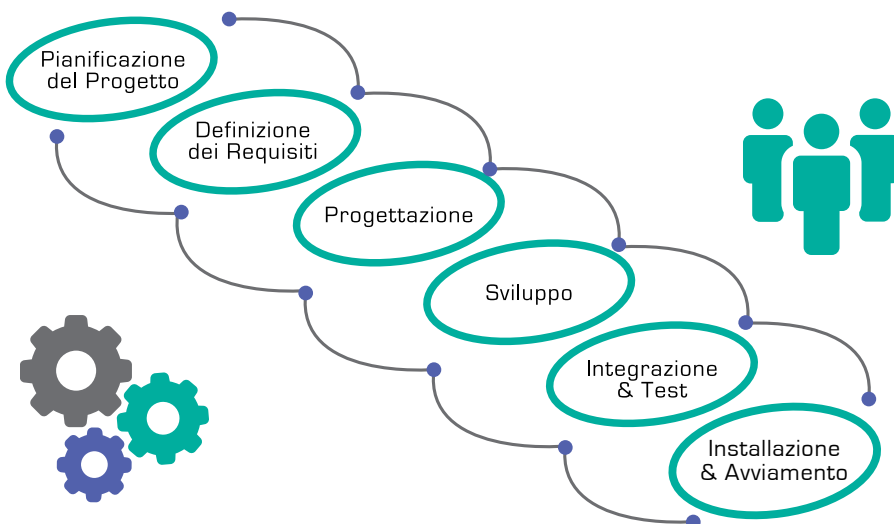 Pianificazione
del Progetto
Definizione
dei Requisiti
Progettazione
Sviluppo
Integrazione
& Test
Installazione
& Avviamento